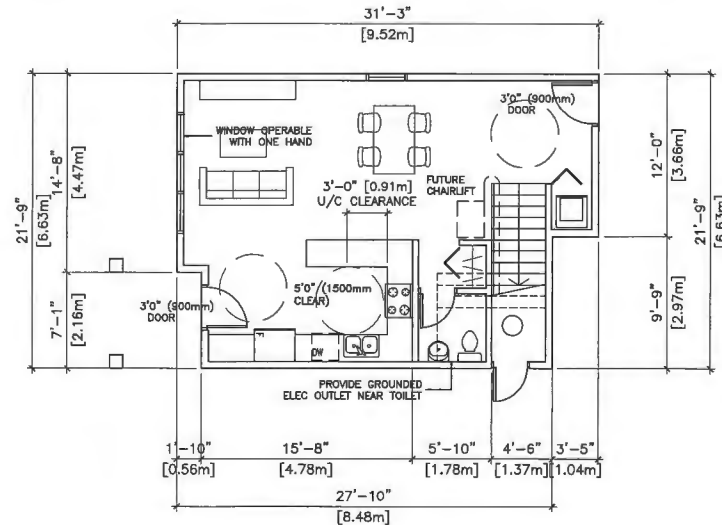 31'-3"
[9.52m]
3'0" (900mm)
DOOR
WINDOW OPERABLE
WITH ONE HAND
3'-0" [0.91m]
U/C CLEARANCE
FUTURE
CHAIRLIFT
21'-9"
[6.63m]
14'-8"
[4.47m]
12'-0"
[3.66m]
21'-9"
[6.63m]
5'0" (1500mm
CLEAR)
3'0" (900mm)
DOOR
7'-1"
[2.16m]
9'-9"
[2.97m]
F
DW
PROVIDE GROUNDED
ELEC OUTLET NEAR TOILET
1'-10"
[0.56m]
15'-8"
[4.78m]
5'-10"
[1.78m]
4'-6"
[1.37m]
3'-5"
[1.04m]
27'-10"
[8.48m]